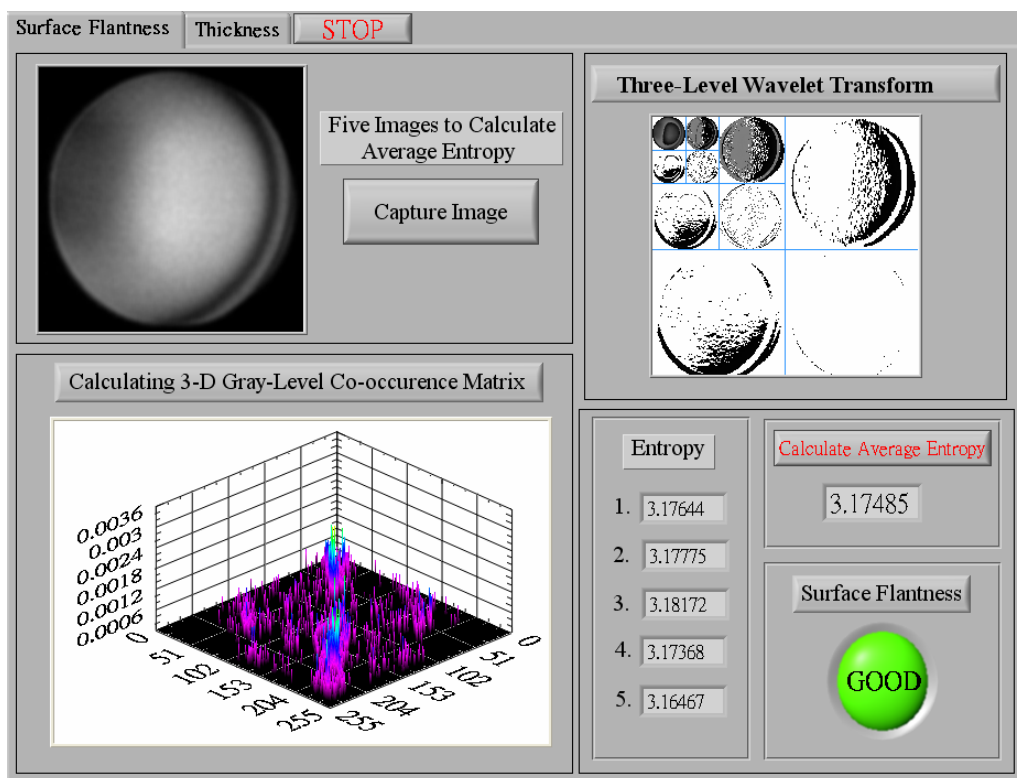 Surface Flantness Thickness STOP
Five Images to Calculate
Average Entropy
Capture Image
Three-Level Wavelet Transform
Calculating 3-D Gray-Level Co-occurence Matrix
0.0036
0.003
0.0024
0.0018
0.0012
0.0006
0
51
102
153
204
255
0
51
102
153
204
255
Entropy
1. 3.17644
2. 3.17775
3. 3.18172
4. 3.17368
5. 3.16467
Calculate Average Entropy
3.17485
Surface Flantness
GOOD